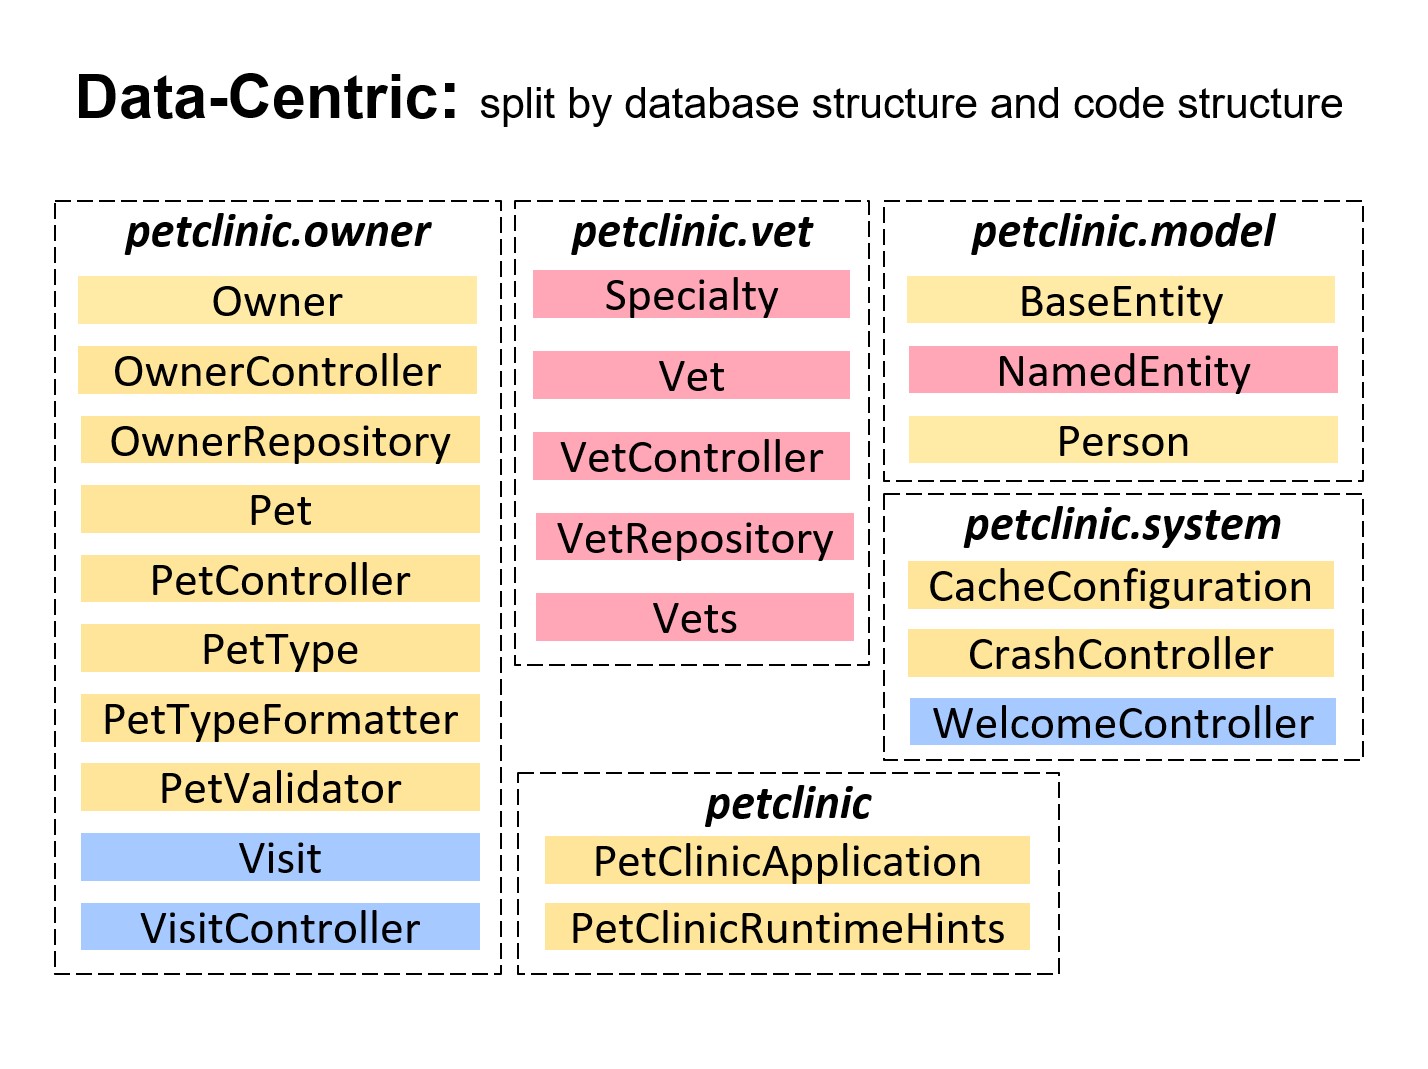 Data-Centric: split by database structure and code structure
petclinic.owner
Owner
OwnerController
OwnerRepository
Pet
PetController
PetType
PetTypeFormatter
PetValidator
Visit
VisitController
petclinic.vet
Specialty
Vet
VetController
VetRepository
Vets
petclinic.model
BaseEntity
NamedEntity
Person
petclinic.system
CacheConfiguration
CrashController
WelcomeController
petclinic
PetClinicApplication
PetClinicRuntimeHints